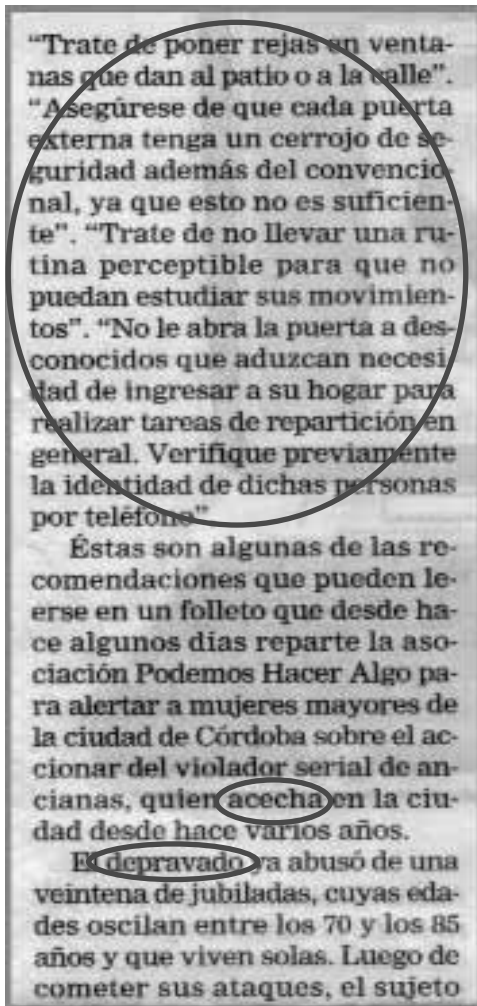 “Trate de poner rejas en venta-
nas que dan al patio o a la calle”.
“Asegúrese de que cada puerta
externa tenga un cerrojo de se-
guridad además del convencio-
nal, ya que esto no es suficien-
te”. “Trate de no llevar una ru-
tina perceptible para que no
puedan estudiar sus movimien-
tos”. “No le abra la puerta a des-
conocidos que aduzcan necesi-
dad de ingresar a su hogar para
realizar tareas de repartición en
general. Verifique previamente
la identidad de dichas personas
por teléfono”
Éstas son algunas de las re-
comendaciones que pueden le-
erse en un folleto que desde ha-
ce algunos días reparte la aso-
ciación Podemos Hacer Algo pa-
ra alertar a mujeres mayores de
la ciudad de Córdoba sobre el ac-
cionar del violador serial de an-
cianas, quien acecha en la ciu-
dad desde hace varios años.
El depravado ya abusó de una
veintena de jubiladas, cuyas eda-
des oscilan entre los 70 y los 85
años y que viven solas. Luego de
cometer sus ataques, el sujeto